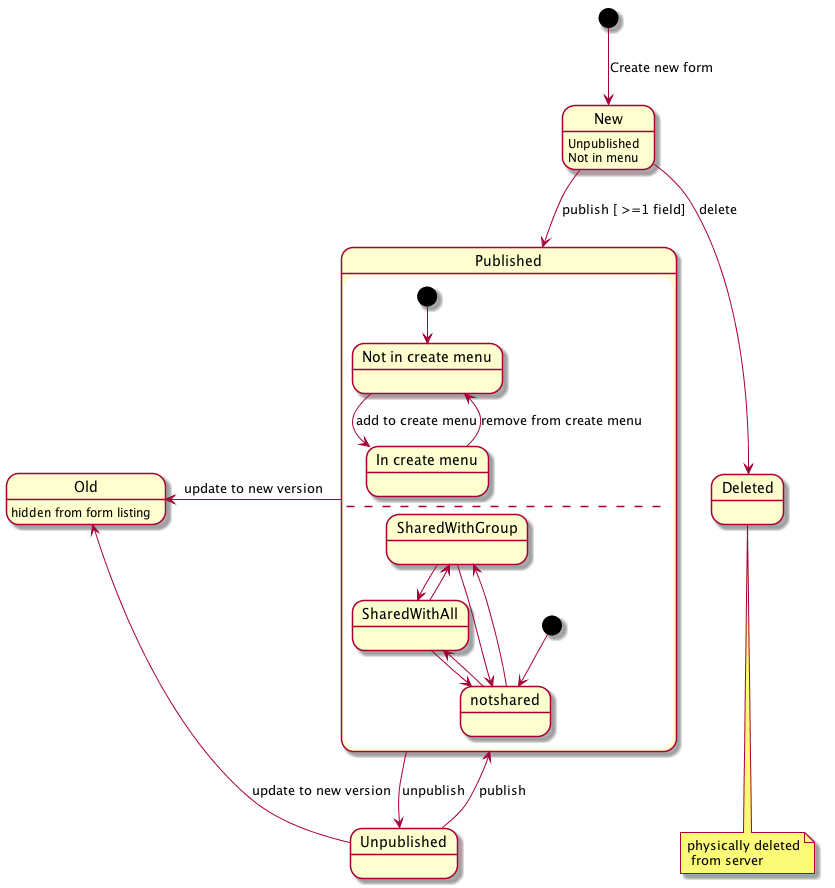 Create new form
New
Unpublished
Not in menu
publish [ >=1 field]
delete
Published
Not in create menu
add to create menu
remove from create menu
In create menu
Old
hidden from form listing
update to new version
Deleted
SharedWithGroup
SharedWithAll
notshared
update to new version
unpublish
publish
Unpublished
physically deleted
from server